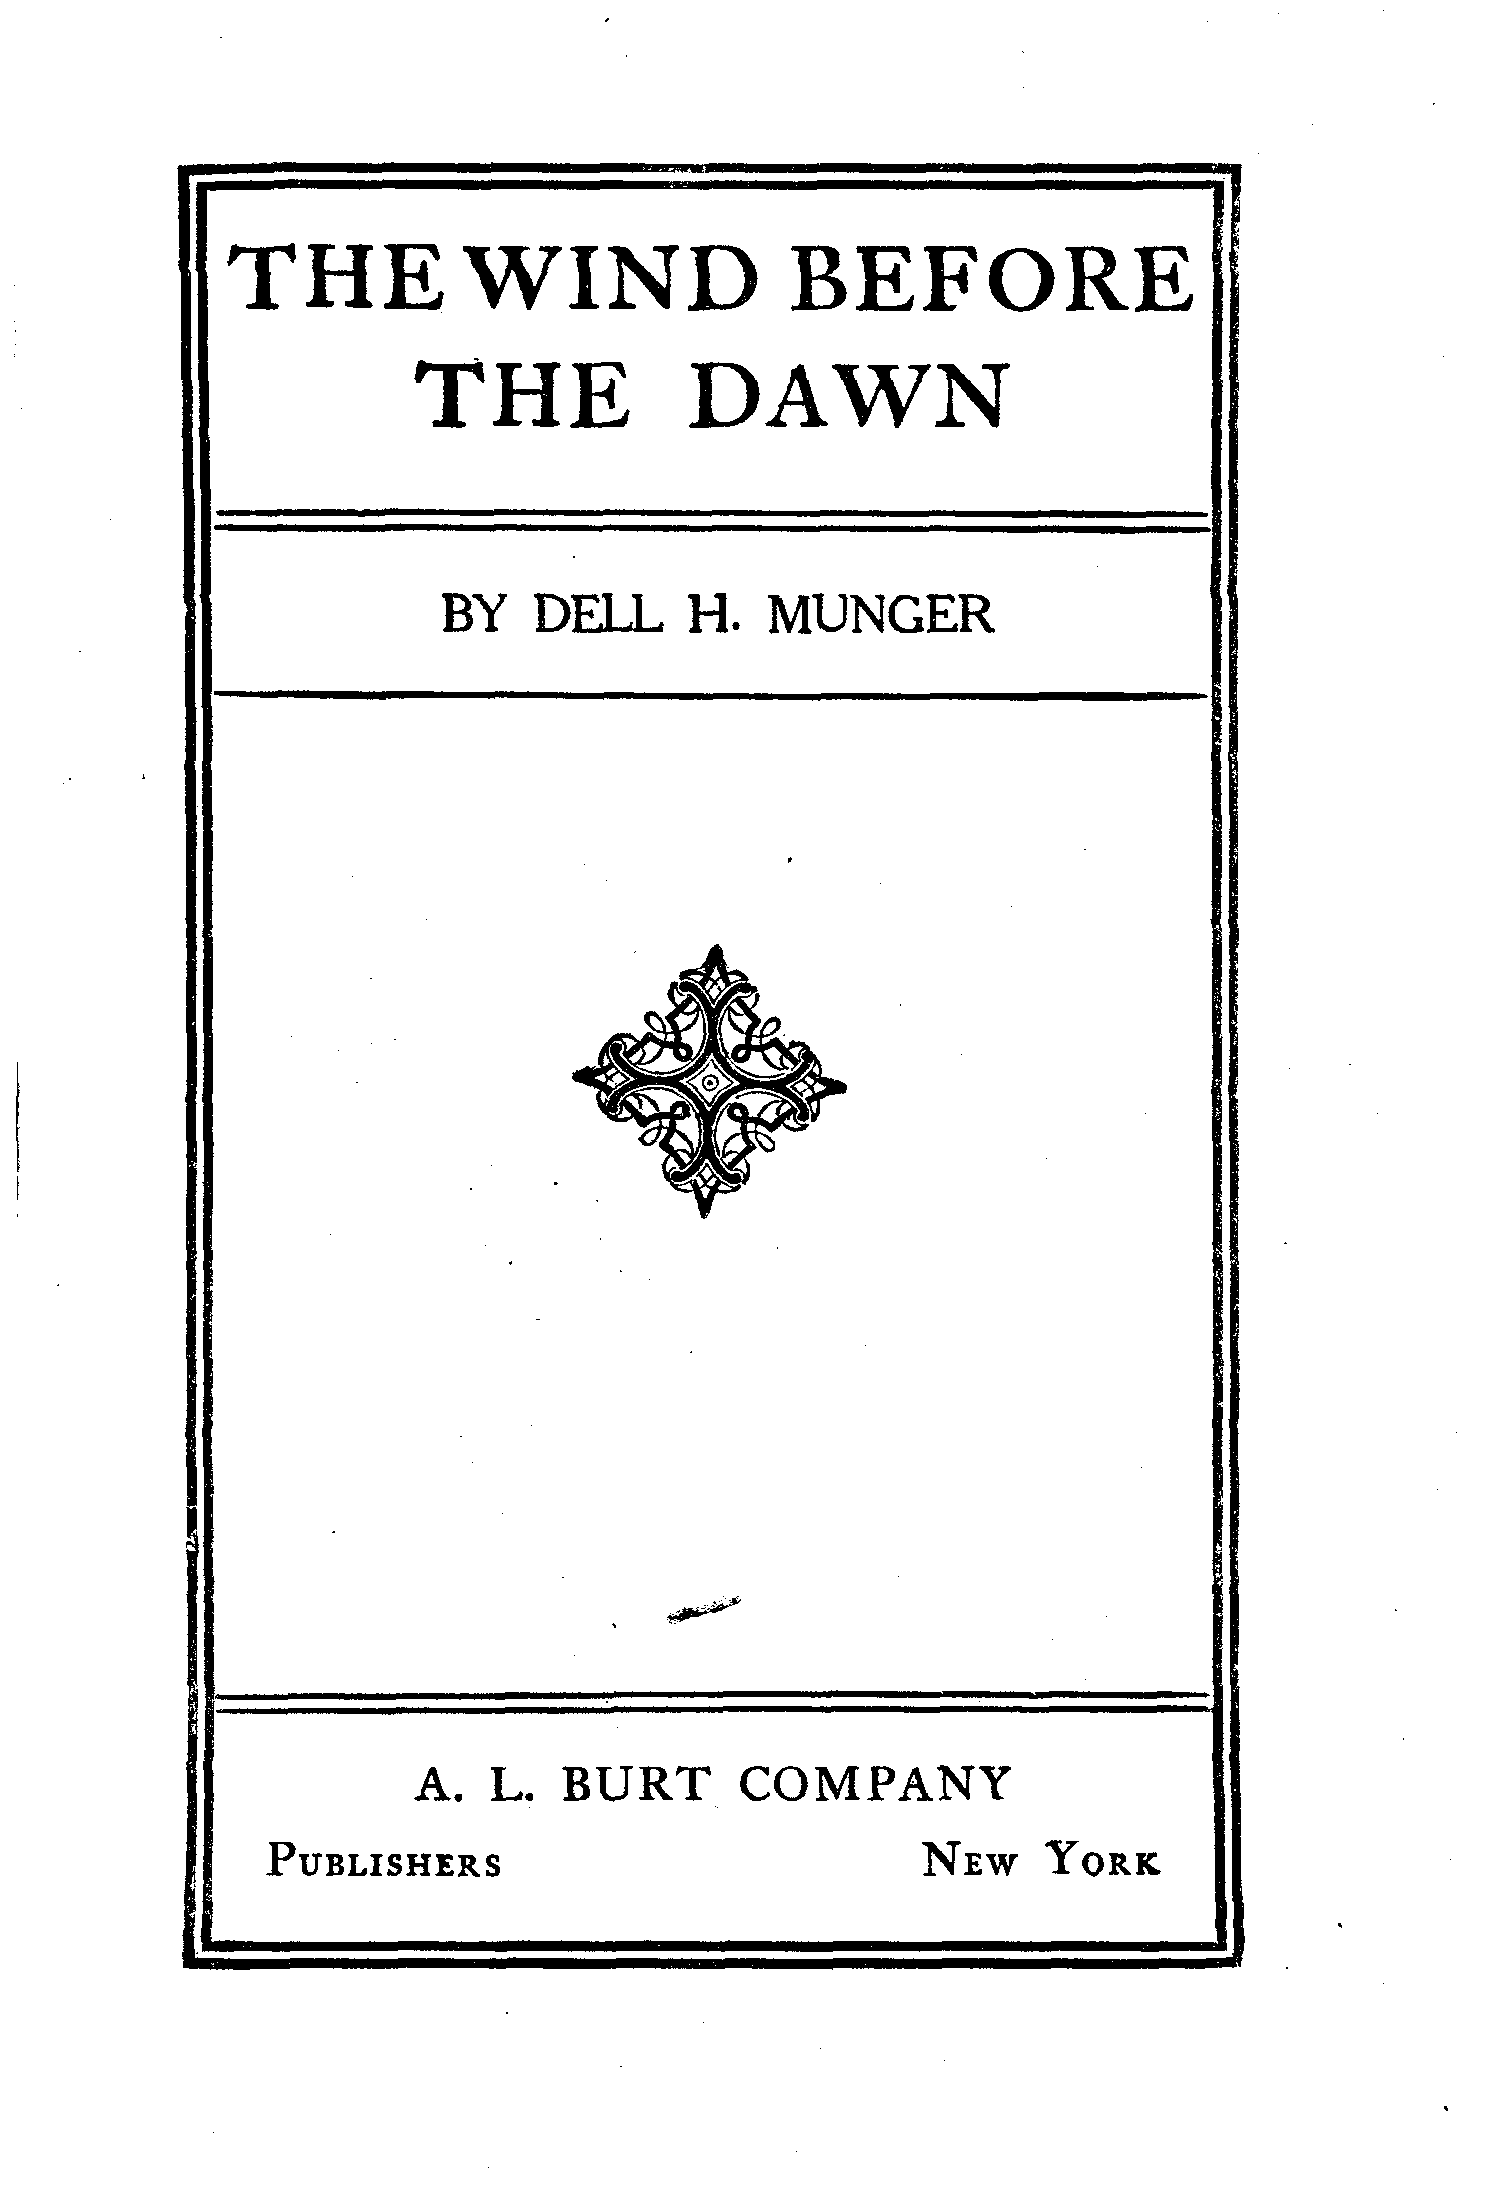 THE WIND BEFORE
THE DAWN
BY DELL H. MUNGER
A. L. BURT COMPANY
PUBLISHERS NEW YORK